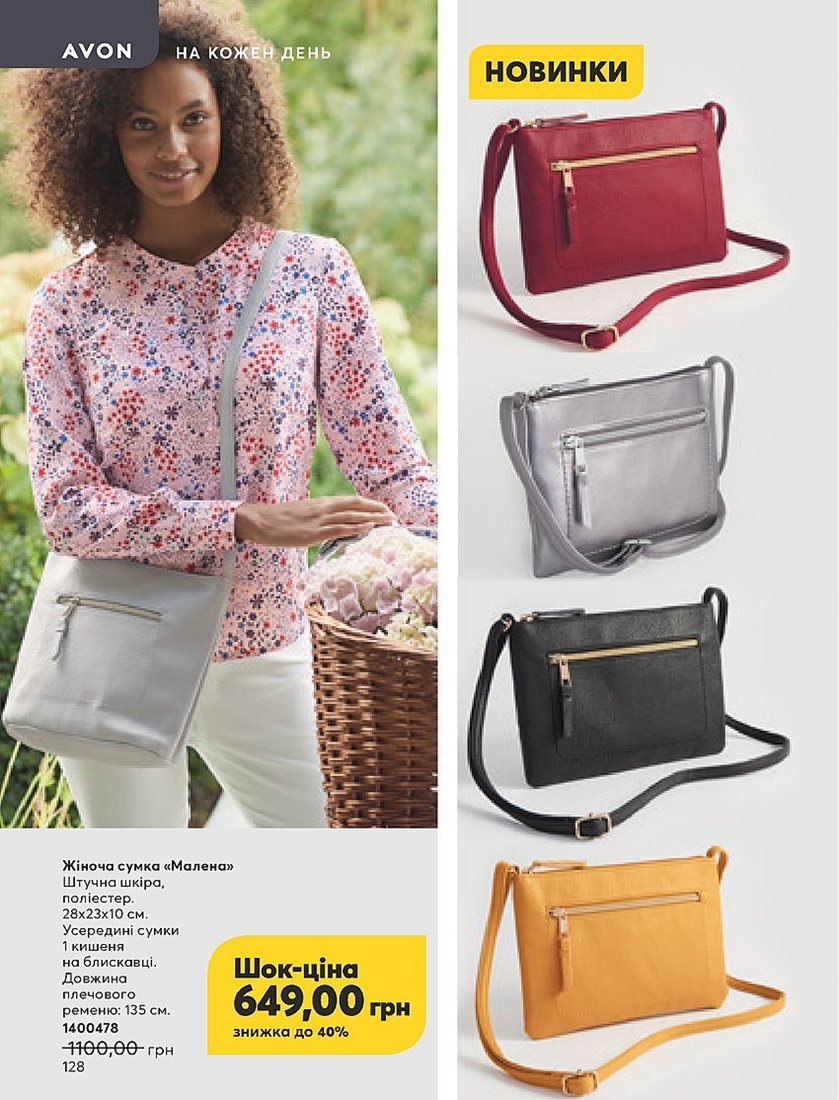 AVON
НА КОЖЕН ДЕНЬ
НОВИНКИ
Жіноча сумка «Малена»
Штучна шкіра,
поліестер.
28х23х10 см.
Усередині сумки
1 кишеня
на блискавці.
Довжина
плечового
ременю: 135 см.
1400478
1100,00 грн
128
Шок-ціна
649,00 грн
знижка до 40%